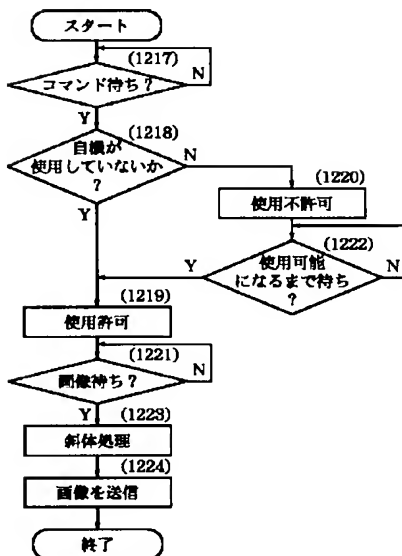 スタート
(1217)
コマンド待ち?
N
Y
(1218)
自機が
使用していないか
?
N
Y
(1220)
使用不許可
(1222)
使用可能
になるまで待ち
?
Y
N
(1219)
使用許可
(1221)
画像待ち?
N
Y
(1223)
斜体処理
(1224)
画像を送信
終了